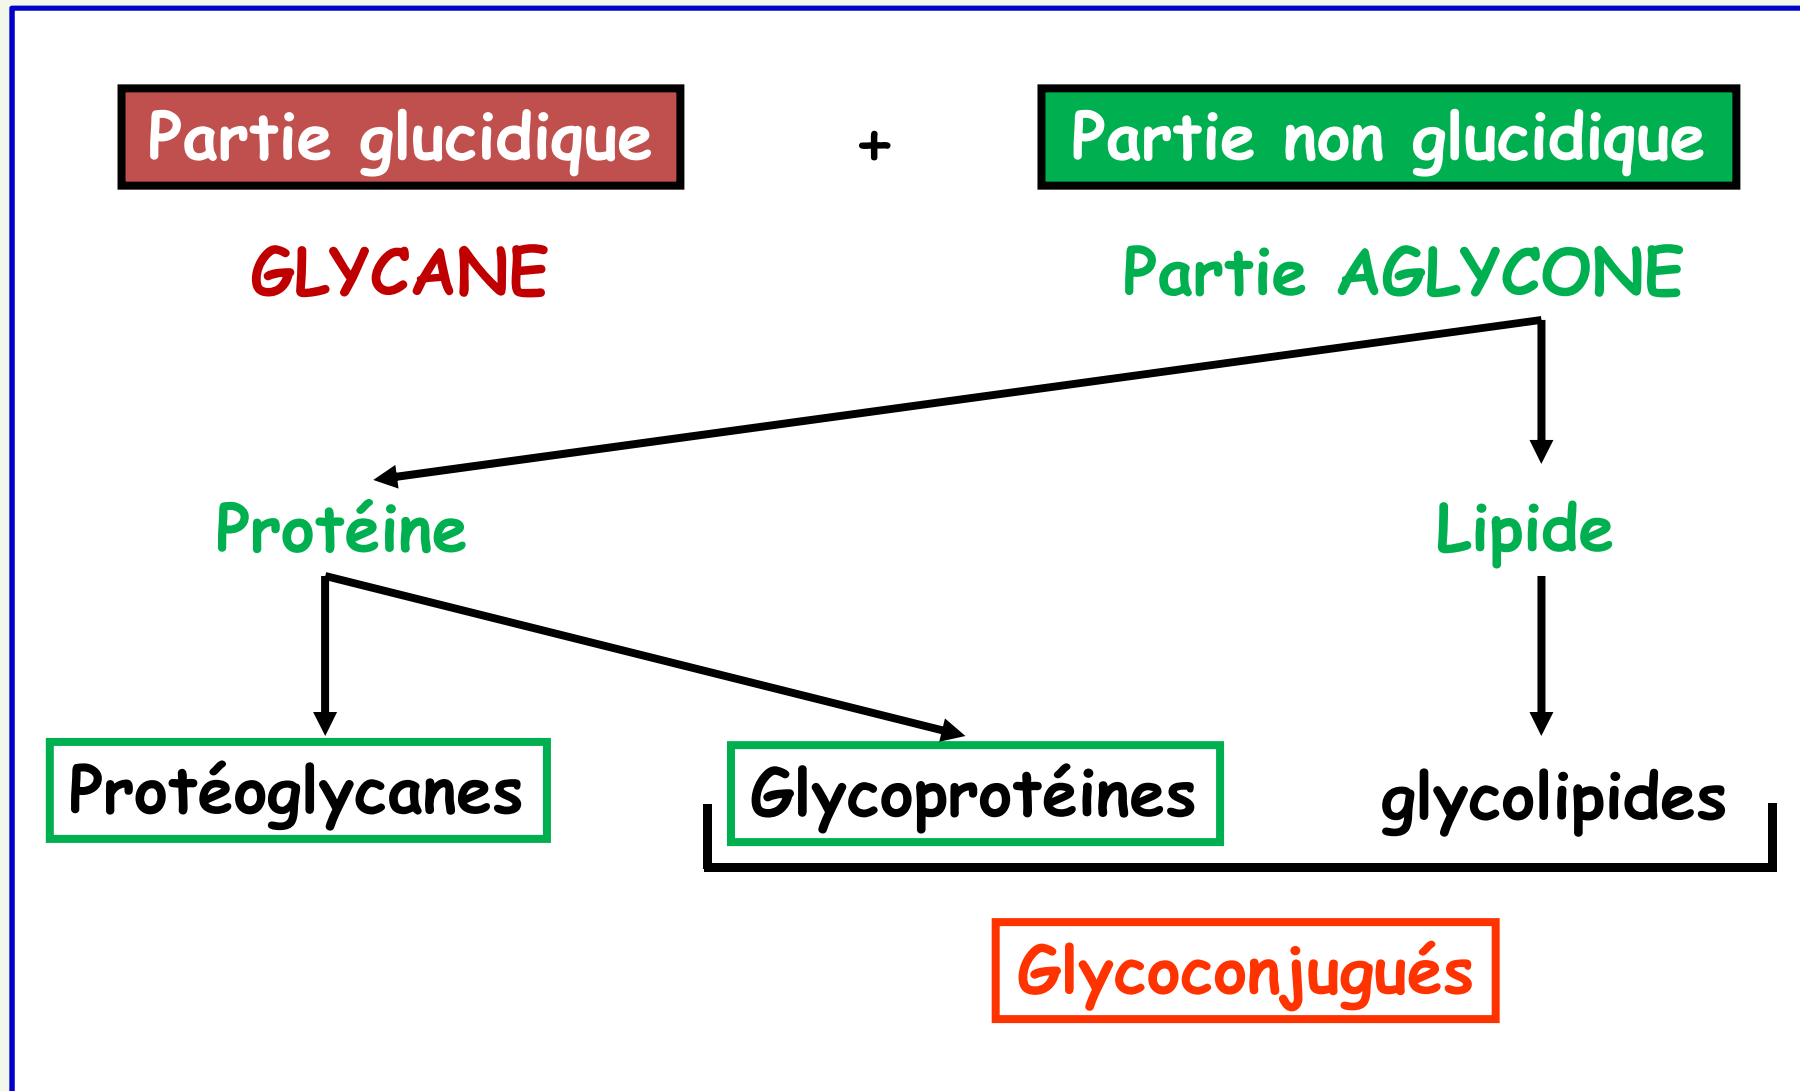 Partie glucidique + Partie non glucidique
GLYCANE Partie AGLYCONE
Protéine Lipide
Protéoglycanes Glycoprotéines glycolipides
Glycoconjugués